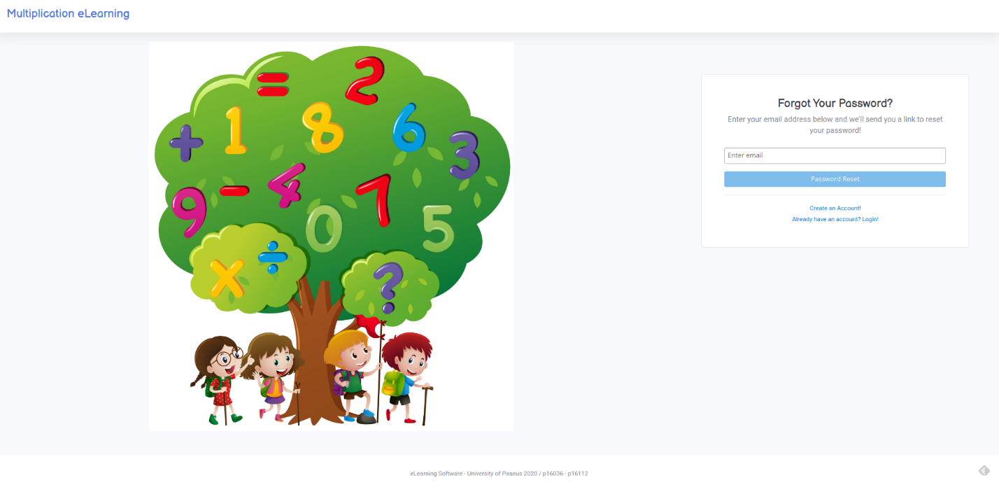 Multiplication eLearning
= 2
1 8 6
+ 3
9 - 4 7
0 5
× ÷
?
Forgot Your Password?
Enter your email address below and we'll send you a link to reset
your password!
Enter email
Password Reset
Create an Account!
Already have an account? Login!
eLearning Software - University of Piraeus 2020 / p16036 - p16112